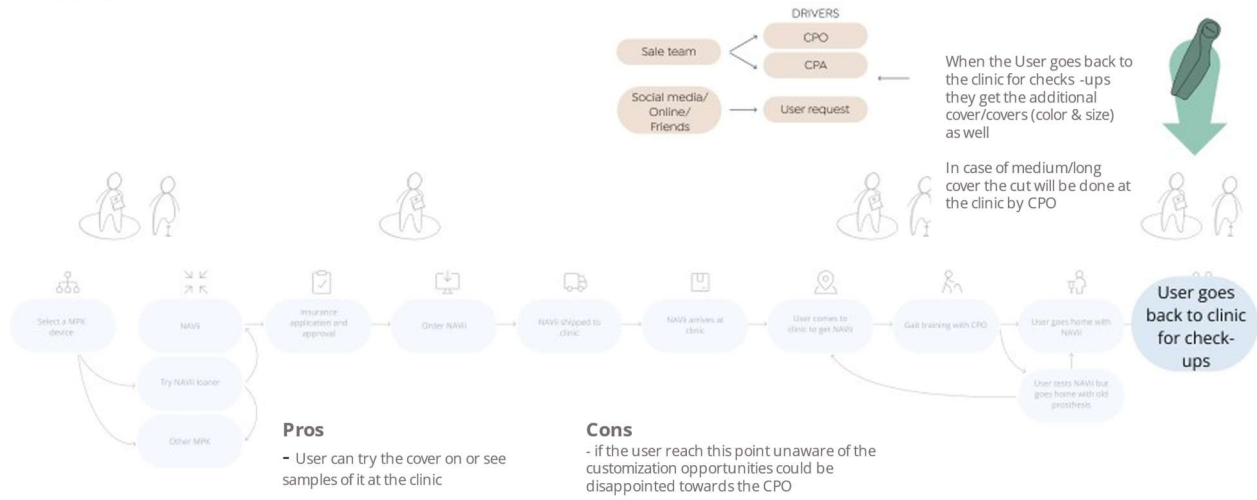 DRIVERS
Sale team
CPO
CPA
Social media/
Online/
Friends
User request
When the User goes back to
the clinic for checks -ups
they get the additional
cover/covers (color & size)
as well
In case of medium/long
cover the cut will be done at
the clinic by CPO
Select a MPK
device
NAVii
Insurance
application and
approval
Order NAVii
NAVii shipped to
clinic
NAVii arrives at
clinic
User comes to
clinic to get NAVii
Gait training with CPO
User goes home with
NAVii
User goes
back to clinic
for check-
ups
Try NAVii loaner
Other MPK
User tests NAVii but
goes home with old
prosthesis
Pros
- User can try the cover on or see
samples of it at the clinic
Cons
- if the user reach this point unaware of the
customization opportunities could be
disappointed towards the CPO